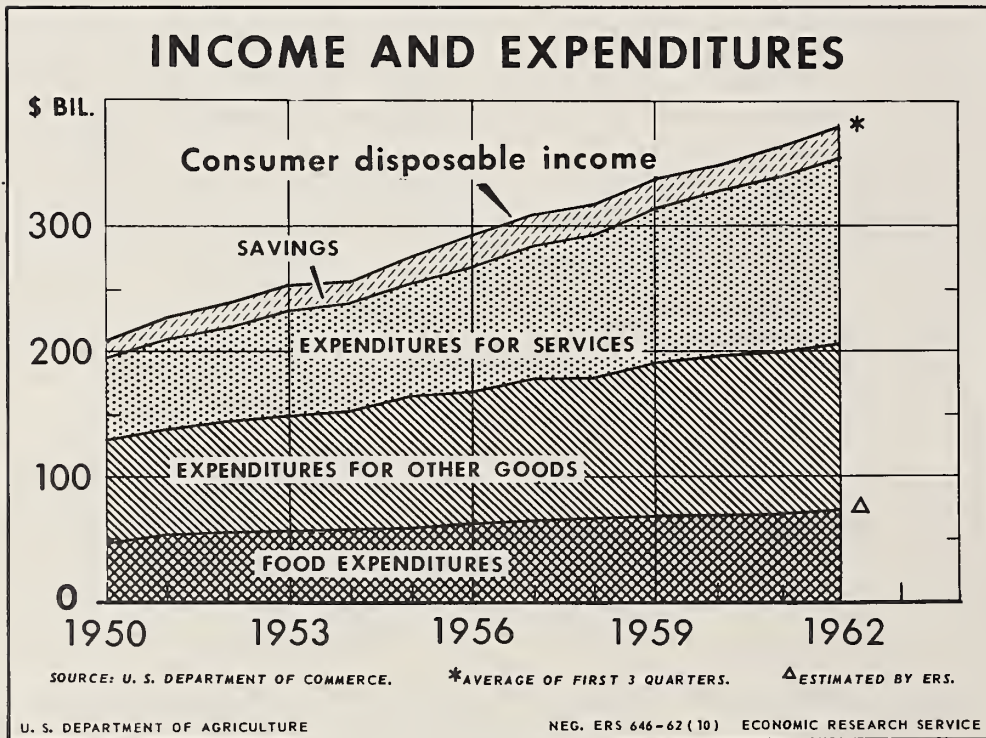 INCOME AND EXPENDITURES
$ BIL.
*
Consumer disposable income
300
SAVINGS
EXPENDITURES FOR SERVICES
200
EXPENDITURES FOR OTHER GOODS
100
Δ
FOOD EXPENDITURES
0
1950 1953 1956 1959 1962
SOURCE: U. S. DEPARTMENT OF COMMERCE. *AVERAGE OF FIRST 3 QUARTERS. ΔESTIMATED BY ERS.
U. S. DEPARTMENT OF AGRICULTURE NEG. ERS 646-62 (10) ECONOMIC RESEARCH SERVICE